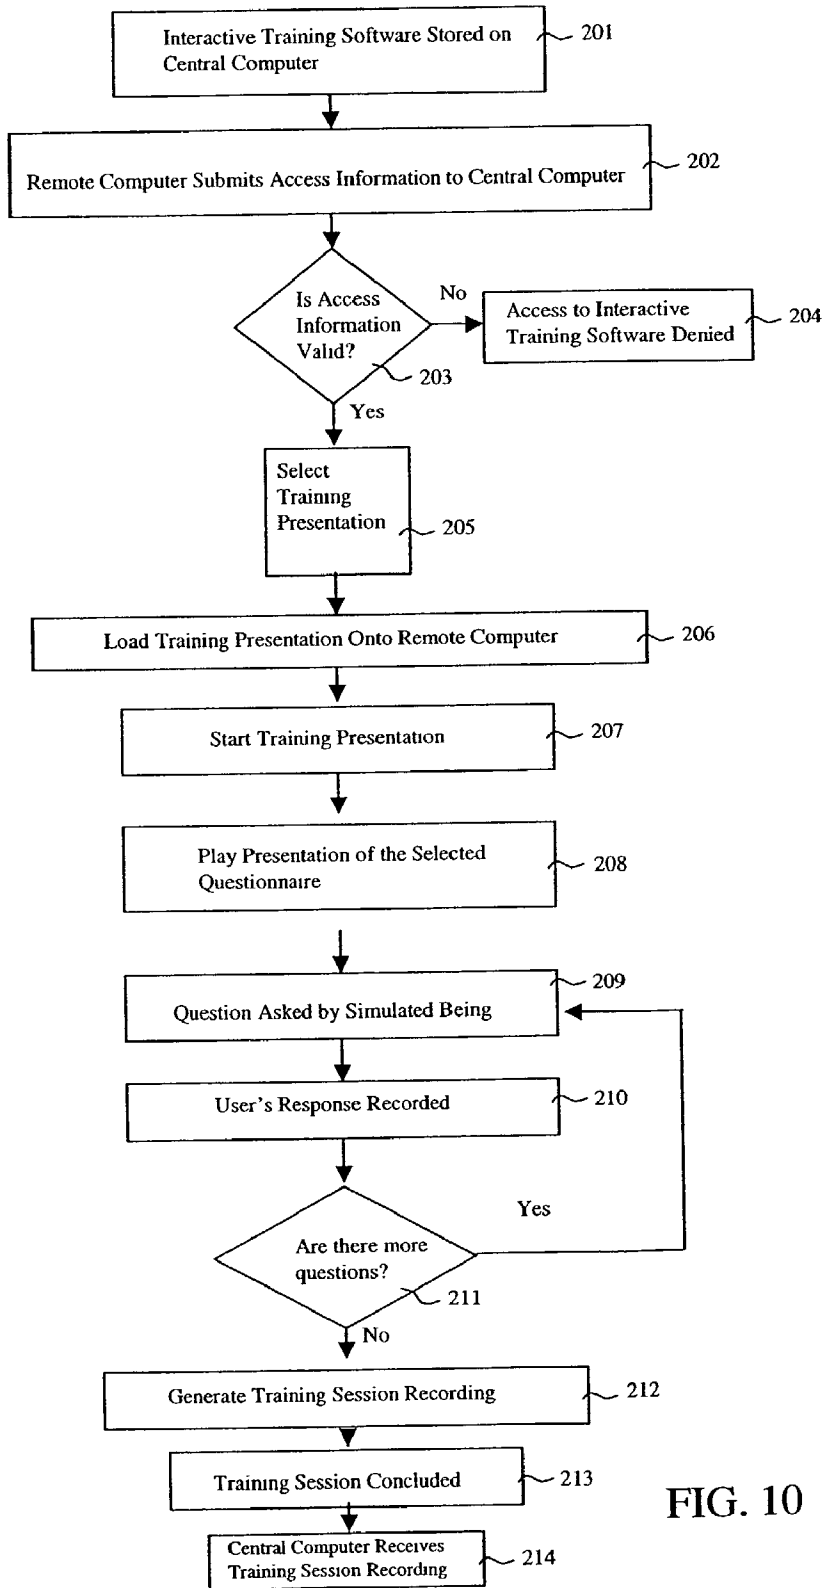 Interactive Training Software Stored on
Central Computer
201
Remote Computer Submits Access Information to Central Computer
202
Is Access
Information
Valid?
203
No
Access to Interactive
Training Software Denied
204
Yes
Select
Training
Presentation
205
Load Training Presentation Onto Remote Computer
206
Start Training Presentation
207
Play Presentation of the Selected
Questionnaire
208
Question Asked by Simulated Being
209
User's Response Recorded
210
Yes
Are there more
questions?
211
No
Generate Training Session Recording
212
Training Session Concluded
213
Central Computer Receives
Training Session Recording
214
FIG. 10